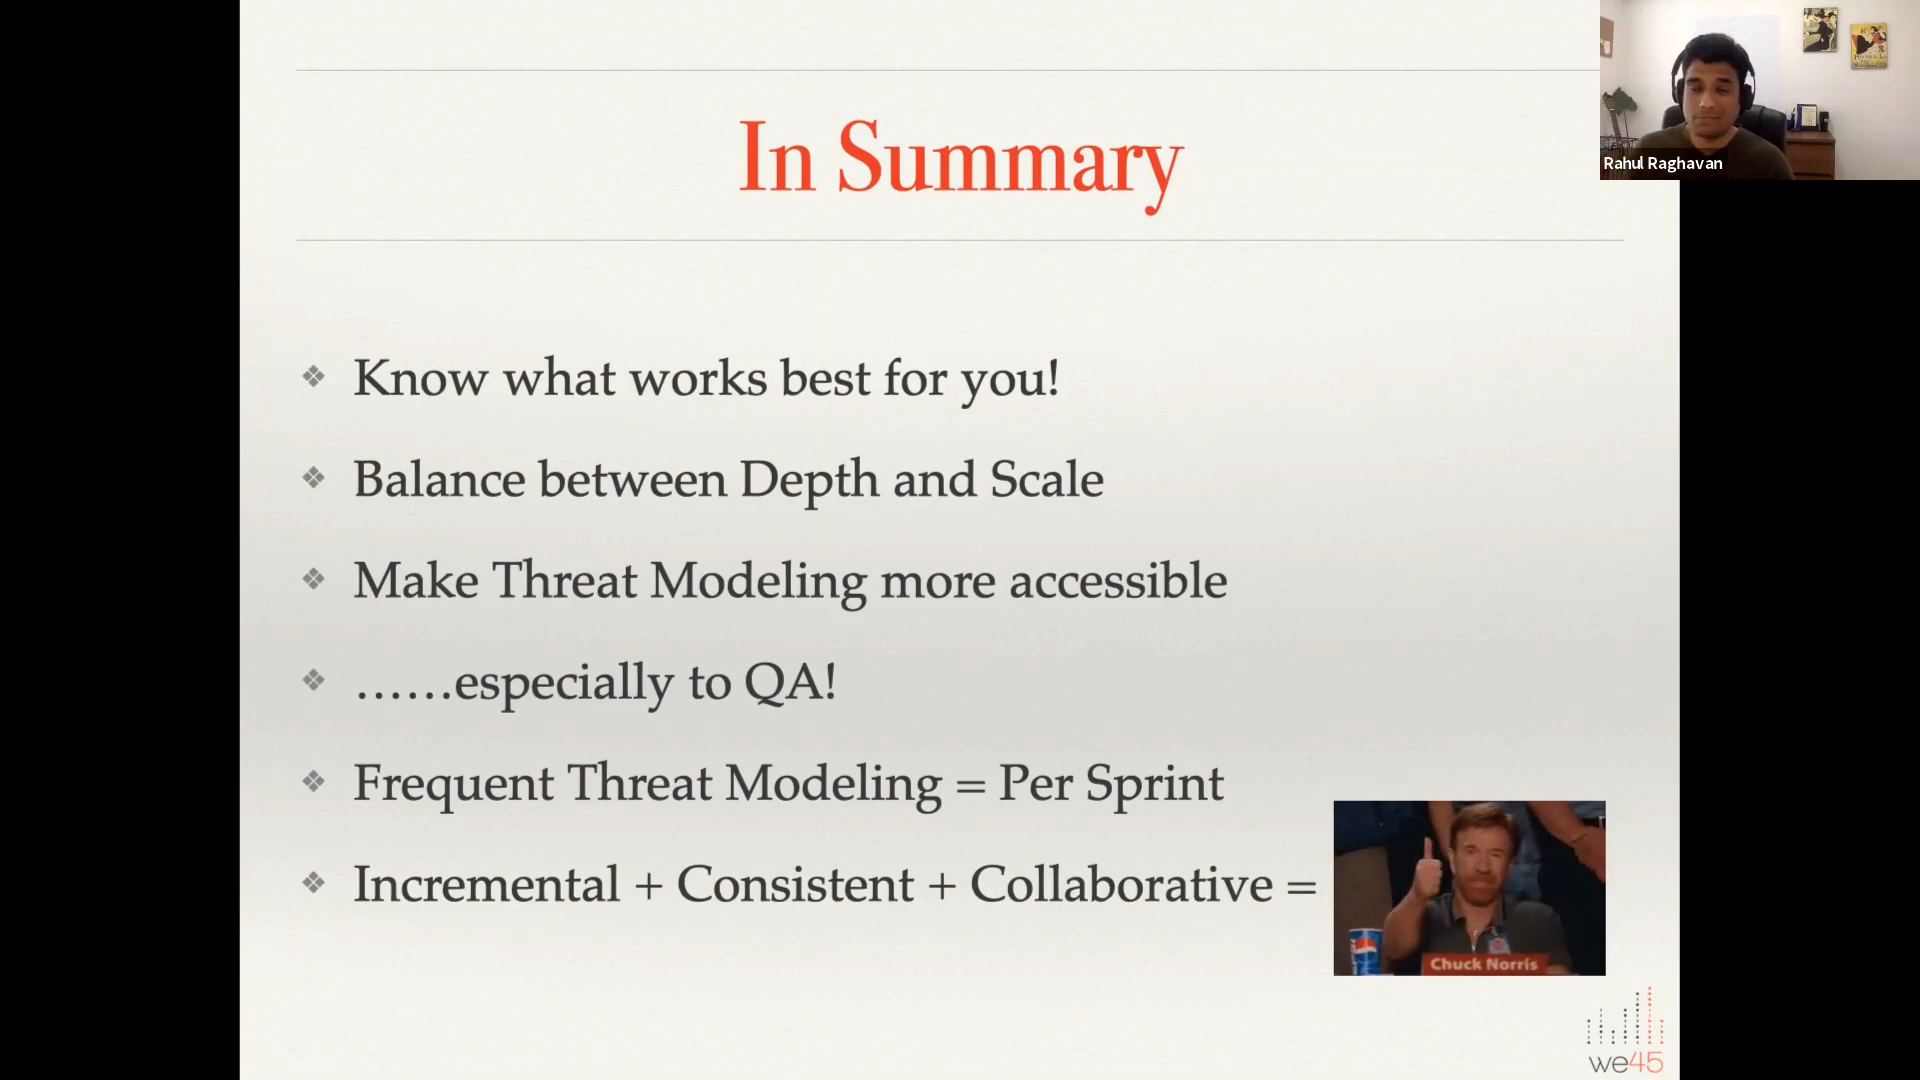 In Summary
Rahul Raghavan
❖ Know what works best for you!
❖ Balance between Depth and Scale
❖ Make Threat Modeling more accessible
❖ ……especially to QA!
❖ Frequent Threat Modeling = Per Sprint
❖ Incremental + Consistent + Collaborative =
Chuck Norris
we45